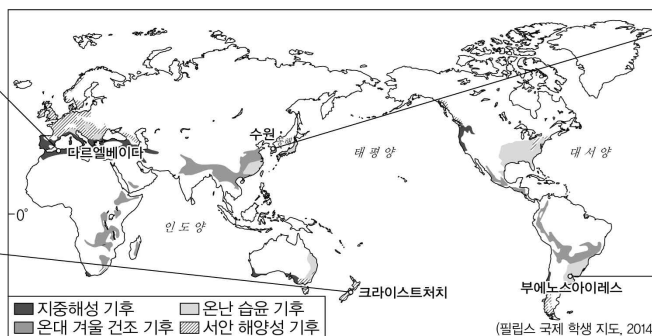 수원
다르엘베이다
태평양
대서양
0°
인도양
크라이스트처치
부에노스아이레스
지중해성 기후 온난 습윤 기후
온대 겨울 건조 기후 서안 해양성 기후
(필립스 국제 학생 지도, 2014